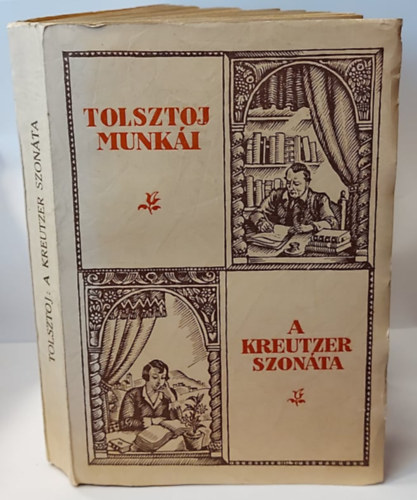 TOLSZTOJ
MUNKÁI
A
KREUTZER
SZONÁTA
TOLSZTOJ: A KREUTZER SZONÁTA